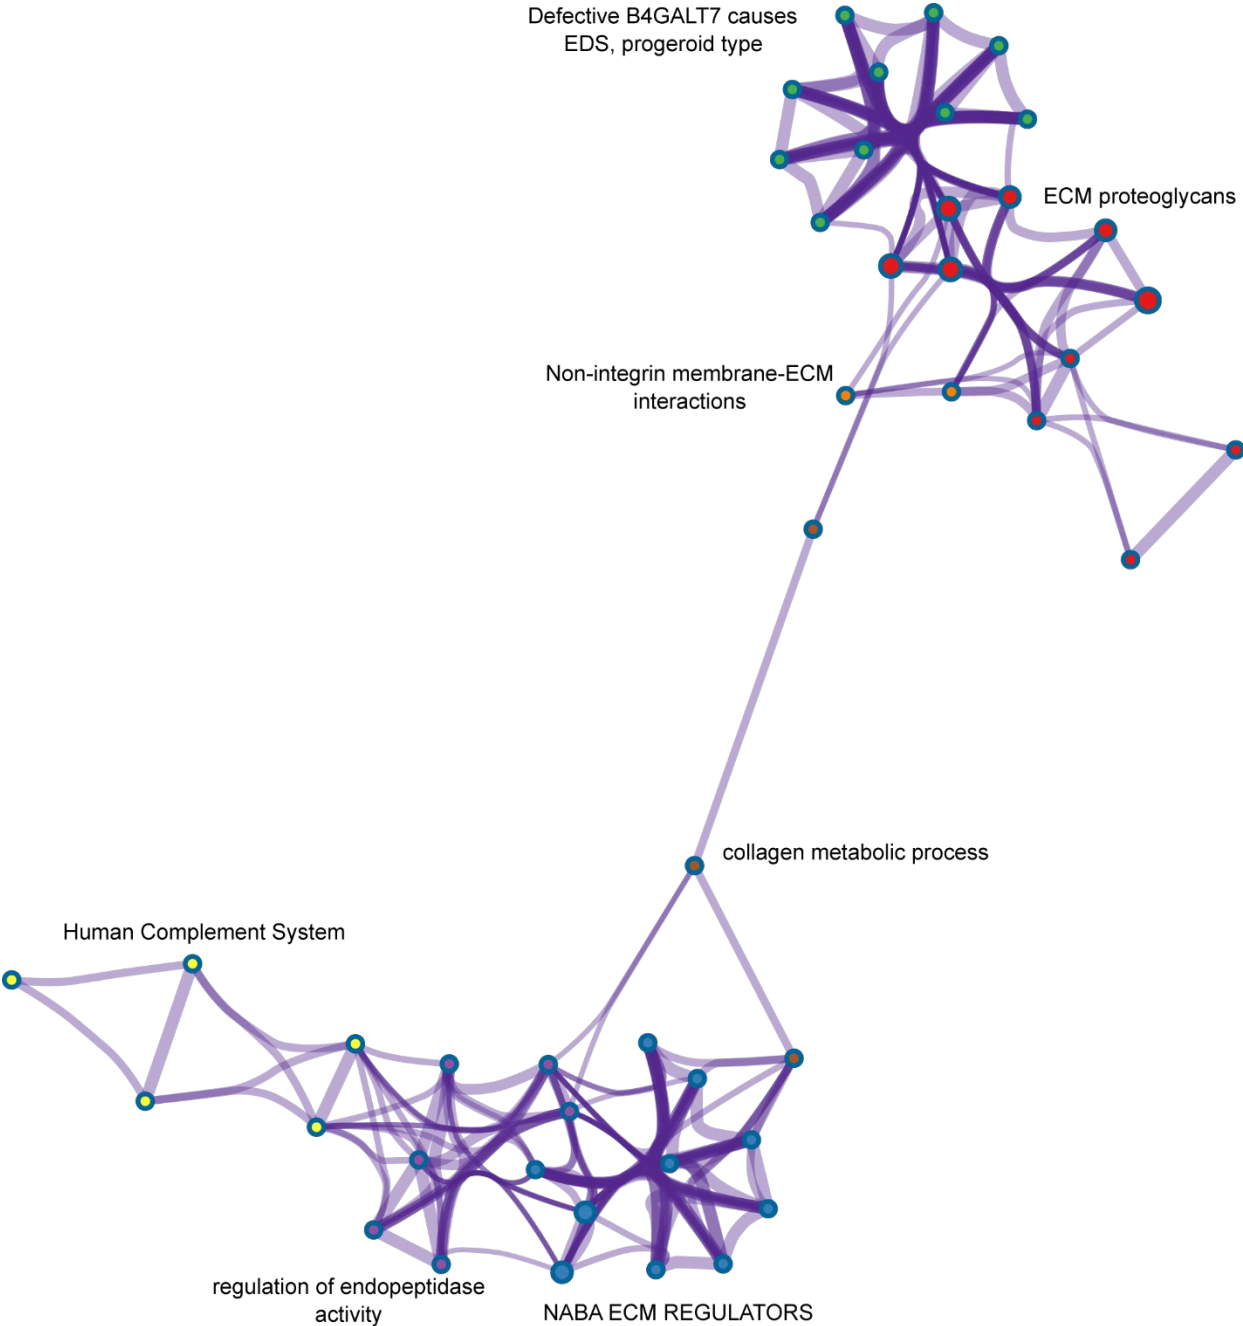 Defective B4GALT7 causes
EDS, progeroid type
ECM proteoglycans
Non-integrin membrane-ECM
interactions
collagen metabolic process
Human Complement System
regulation of endopeptidase
activity
NABA ECM REGULATORS